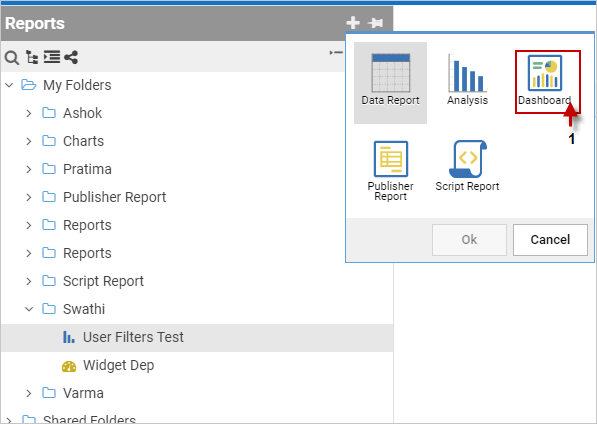 Reports
My Folders
Ashok
Charts
Pratima
Publisher Report
Reports
Reports
Script Report
Swathi
User Filters Test
Widget Dep
Varma
Shared Folders
Data Report
Analysis
Dashboard
1
Publisher
Report
Script Report
Ok
Cancel